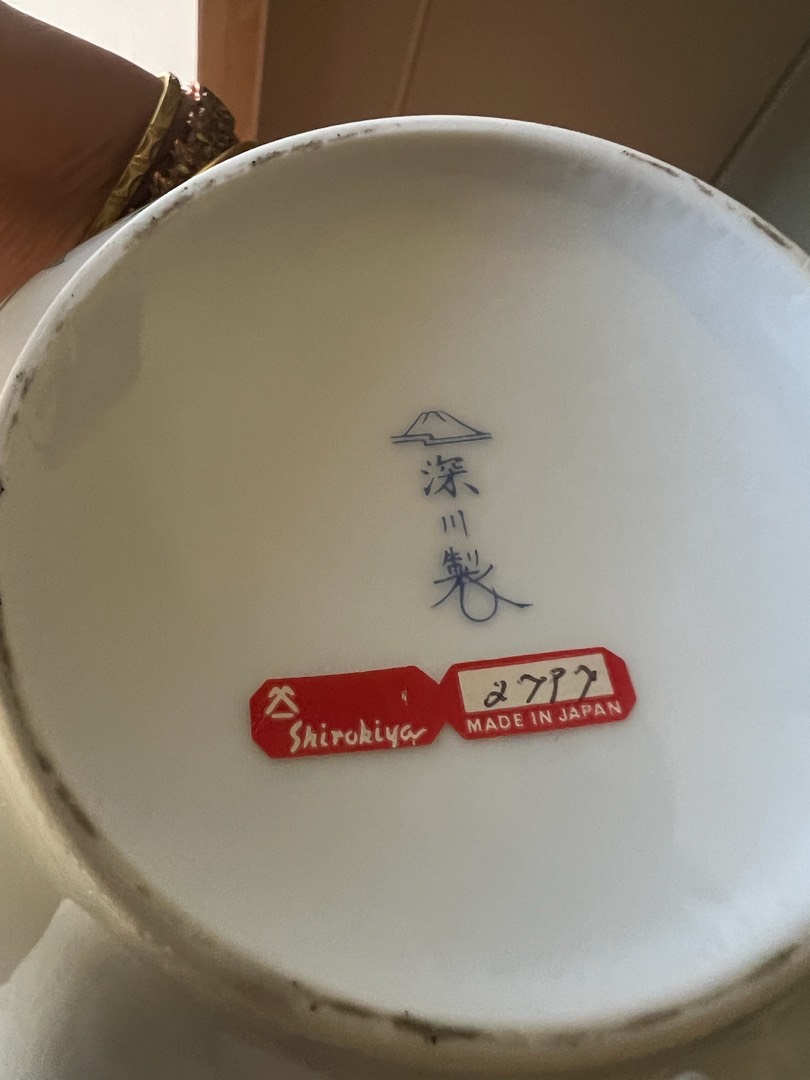 深
川
製
Shirokiya
2797
MADE IN JAPAN